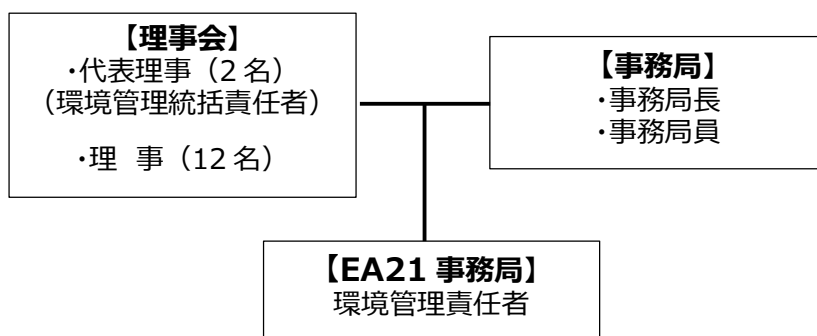 【理事会】
・代表理事（2 名）
（環境管理統括責任者）
・理 事（12 名）
【事務局】
・事務局長
・事務局員
【EA21 事務局】
環境管理責任者